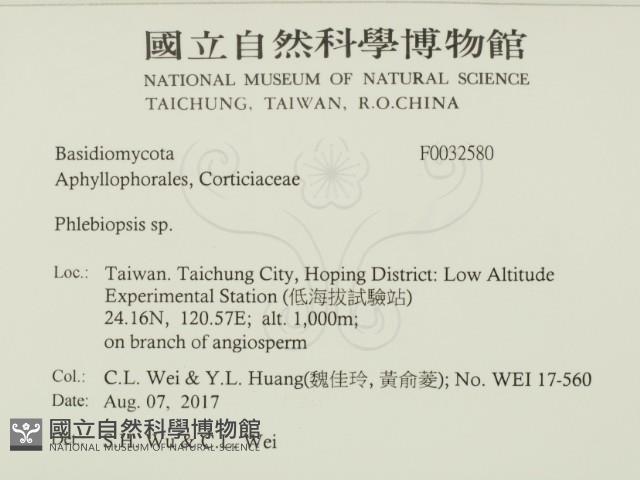 國立自然科學博物館
NATIONAL MUSEUM OF NATURAL SCIENCE
TAICHUNG, TAIWAN, R.O.CHINA
Basidiomycota F0032580
Aphyllophorales, Corticiaceae
Phlebiopsis sp.
Loc.: Taiwan. Taichung City, Hoping District: Low Altitude
Experimental Station (低海拔試驗站)
24.16N, 120.57E; alt. 1,000m;
on branch of angiosperm
Col.: C.L. Wei & Y.L. Huang(魏佳玲, 黃俞菱); No. WEI 17-560
Date: Aug. 07, 2017
國立自然科學博物館
S.H. Wu & C.L. Wei
NATIONAL MUSEUM OF NATURAL SCIENCE